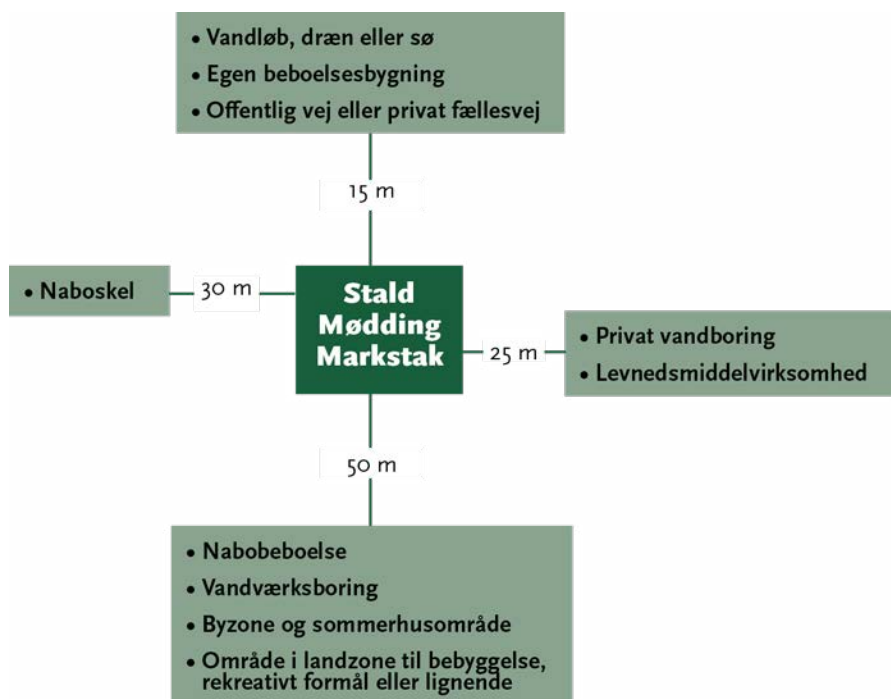 • Vandløb, dræn eller sø
• Egen beboelsesbygning
• Offentlig vej eller privat fællesvej
15 m
• Naboskel
30 m
Stald
Mødding
Markstak
25 m
• Privat vandboring
• Levnedsmiddelvirksomhed
50 m
• Nabobeboelse
• Vandværksboring
• Byzone og sommerhusområde
• Område i landzone til bebyggelse,
rekreativt formål eller lignende